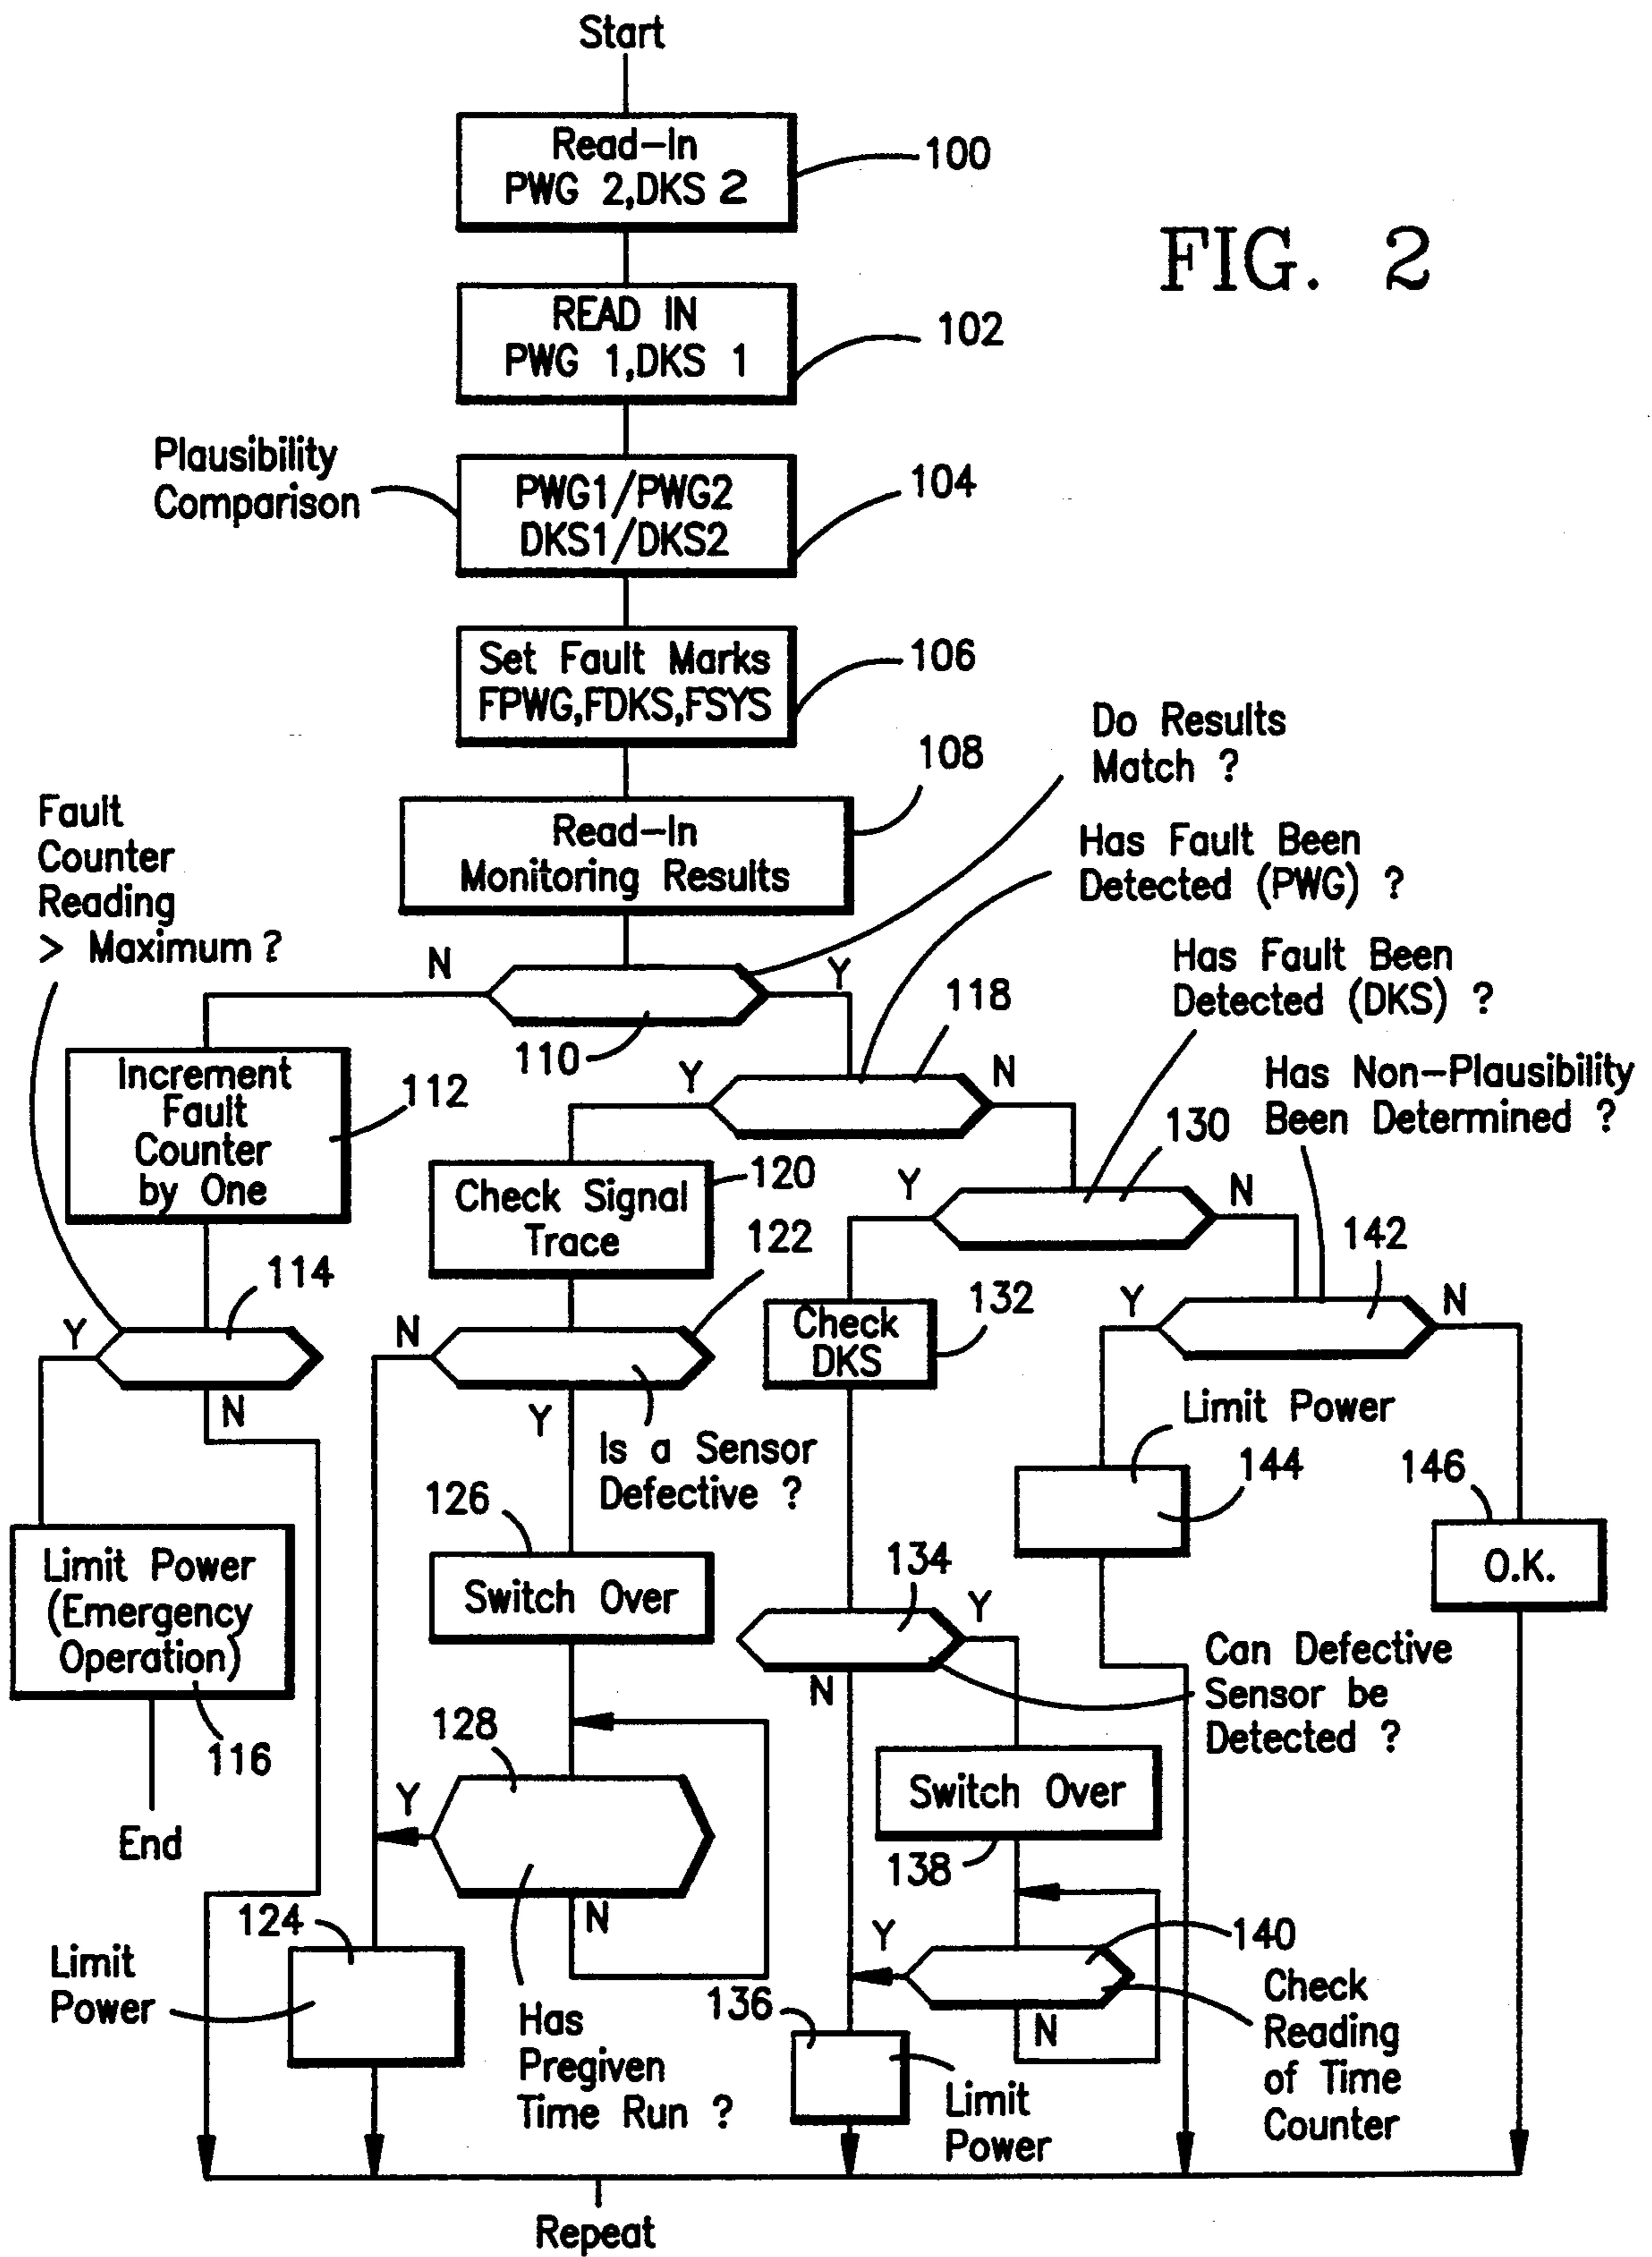 Start
Read-In
PWG 2,DKS 2
100
FIG. 2
READ IN
PWG 1,DKS 1
102
Plausibility
Comparison
PWG1/PWG2
DKS1/DKS2
104
Set Fault Marks
FPWG,FDKS,FSYS
106
Do Results
Match ?
108
Read-In
Monitoring Results
Fault
Counter
Reading
> Maximum ?
Has Fault Been
Detected (PWG) ?
Has Fault Been
Detected (DKS) ?
N
Y
110
118
Y
N
Has Non-Plausibility
Been Determined ?
Increment
Fault
Counter
by One
112
Check Signal
Trace
120
130
Y
N
122
142
114
Y
N
N
Y
Is a Sensor
Defective ?
Check
DKS
132
Y
N
Limit Power
144
146
O.K.
126
Switch Over
Limit Power
(Emergency
Operation)
116
End
134
Y
N
Can Defective
Sensor be
Detected ?
128
Y
N
Switch Over
138
124
Limit
Power
Has
Pregiven
Time Run ?
136
Y
N
140
Check
Reading
of Time
Counter
Limit
Power
Repeat